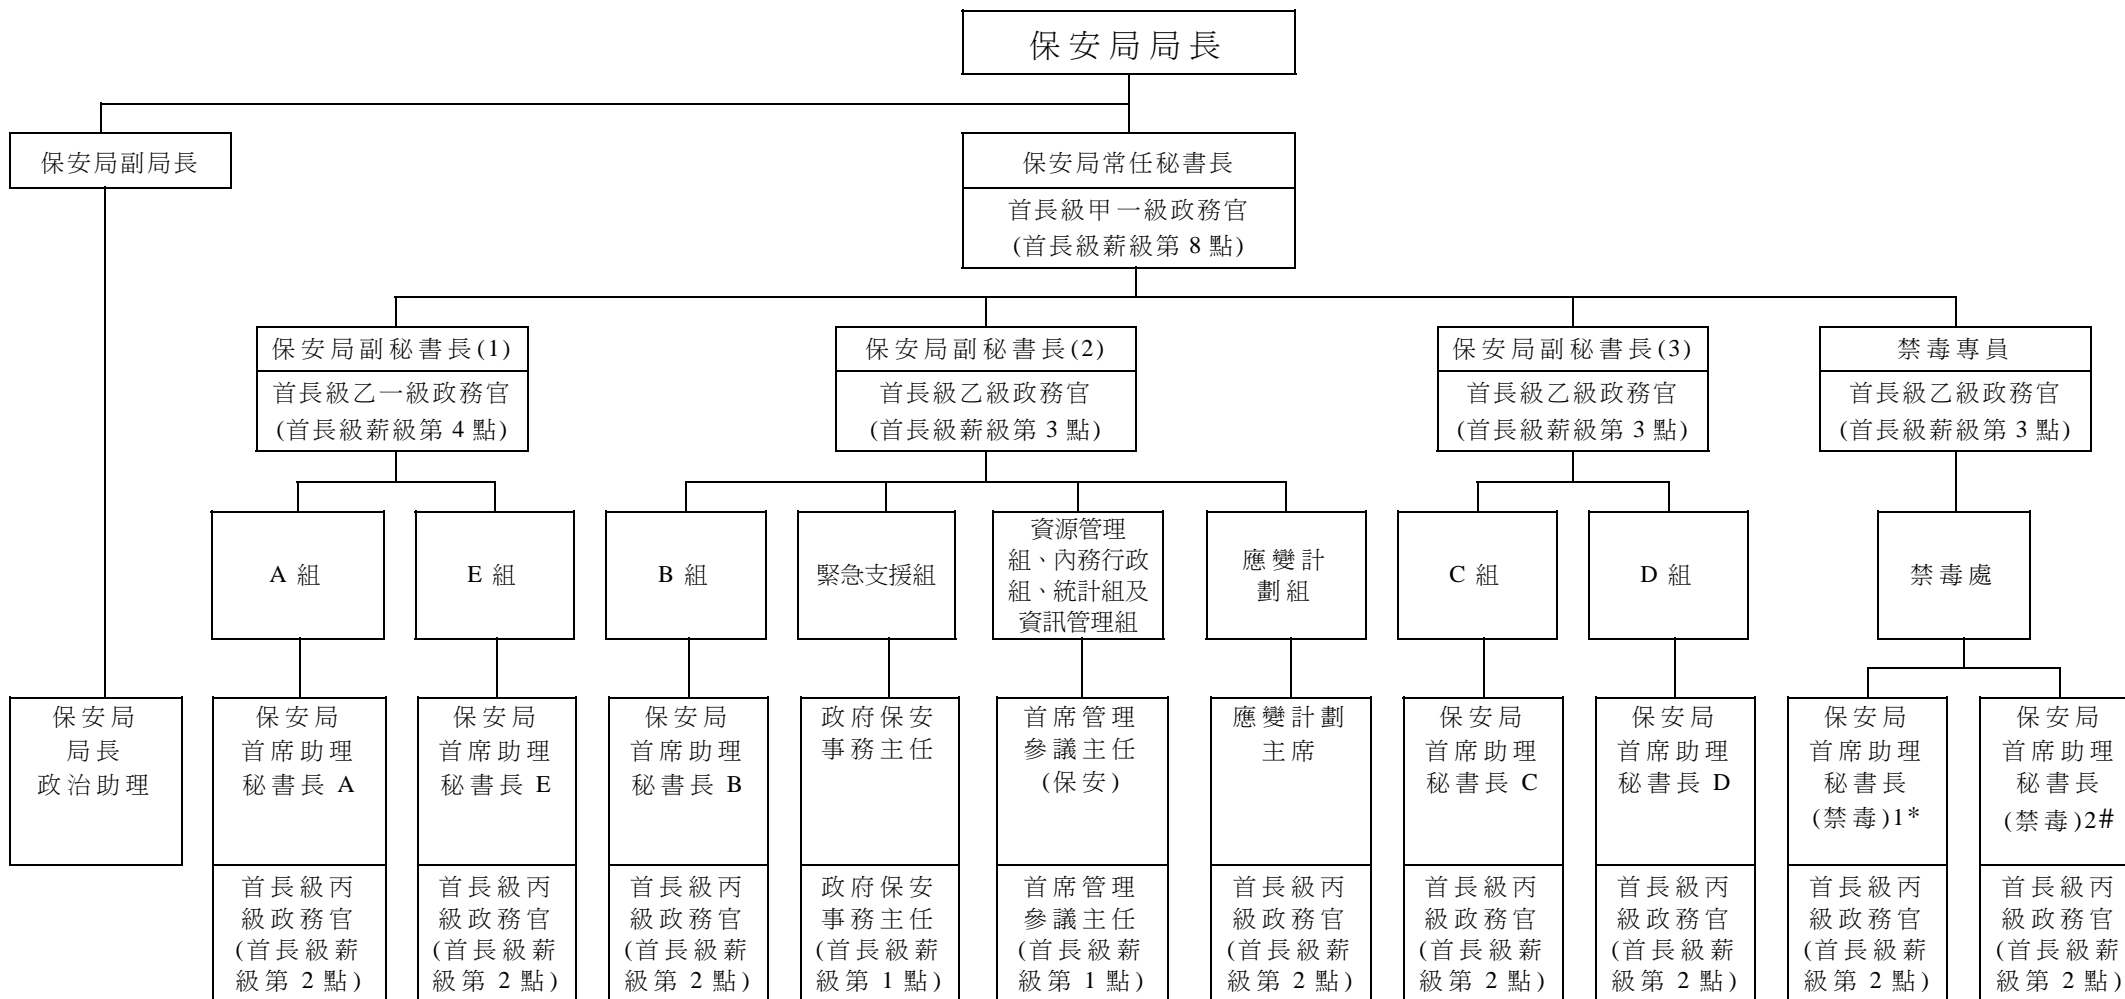 保安局局長
保安局副局長
保安局常任秘書長
首長級甲一級政務官
(首長級薪級第 8 點)
保安局副秘書長(1)
首長級乙一級政務官
(首長級薪級第 4 點)
保安局副秘書長(2)
首長級乙級政務官
(首長級薪級第 3 點)
保安局副秘書長(3)
首長級乙級政務官
(首長級薪級第 3 點)
禁毒專員
首長級乙級政務官
(首長級薪級第 3 點)
A 組
E 組
B 組
緊急支援組
資源管理
組、內務行政
組、統計組及
資訊管理組
應變計
劃組
C 組
D 組
禁毒處
保安局
局長
政治助理
保安局
首席助理
秘書長 A
首長級丙
級政務官
(首長級薪
級第 2 點)
保安局
首席助理
秘書長 E
首長級丙
級政務官
(首長級薪
級第 2 點)
保安局
首席助理
秘書長 B
首長級丙
級政務官
(首長級薪
級第 2 點)
政府保安
事務主任
政府保安
事務主任
(首長級薪
級第 1 點)
首席管理
參議主任
(保安)
首席管理
參議主任
(首長級薪
級第 1 點)
應變計劃
主席
首長級丙
級政務官
(首長級薪
級第 2 點)
保安局
首席助理
秘書長 C
首長級丙
級政務官
(首長級薪
級第 2 點)
保安局
首席助理
秘書長 D
首長級丙
級政務官
(首長級薪
級第 2 點)
保安局
首席助理
秘書長
(禁毒)1*
首長級丙
級政務官
(首長級薪
級第 2 點)
保安局
首席助理
秘書長
(禁毒)2#
首長級丙
級政務官
(首長級薪
級第 2 點)